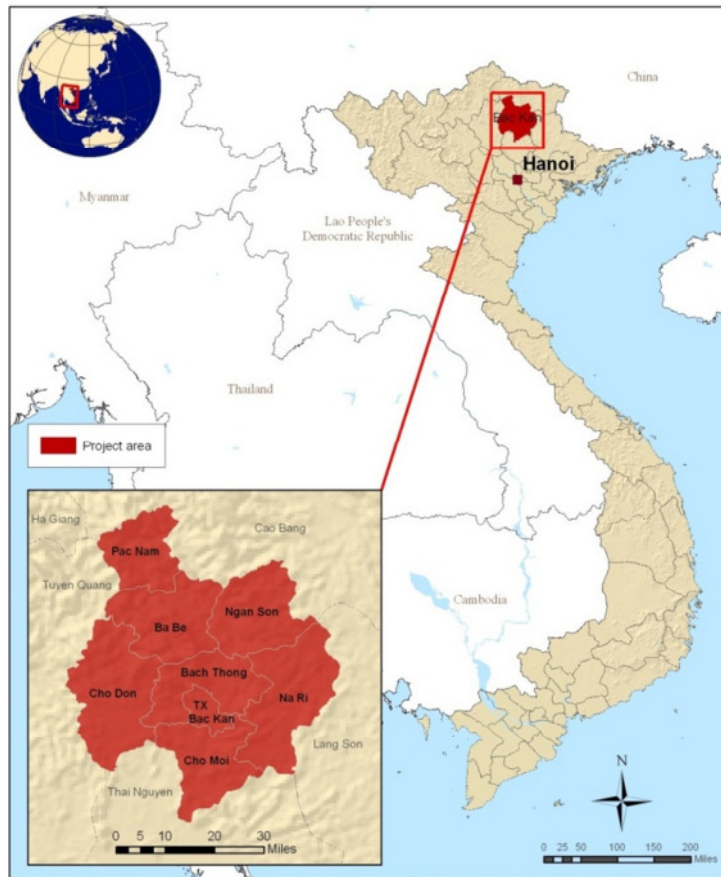 China
Bac Kan
Hanoi
Myanmar
Lao People's
Democratic Republic
Thailand
Project area
Ha Giang
Cao Bang
Pac Nam
Tuyen Quang
Ngan Son
Ba Be
Cambodia
Bach Thong
Cho Don
Na Ri
TX
Bac Kan
Lang Son
Cho Moi
Thai Nguyen
N
0 5 10 20 30
Miles
0 25 50 100 150 200
Miles